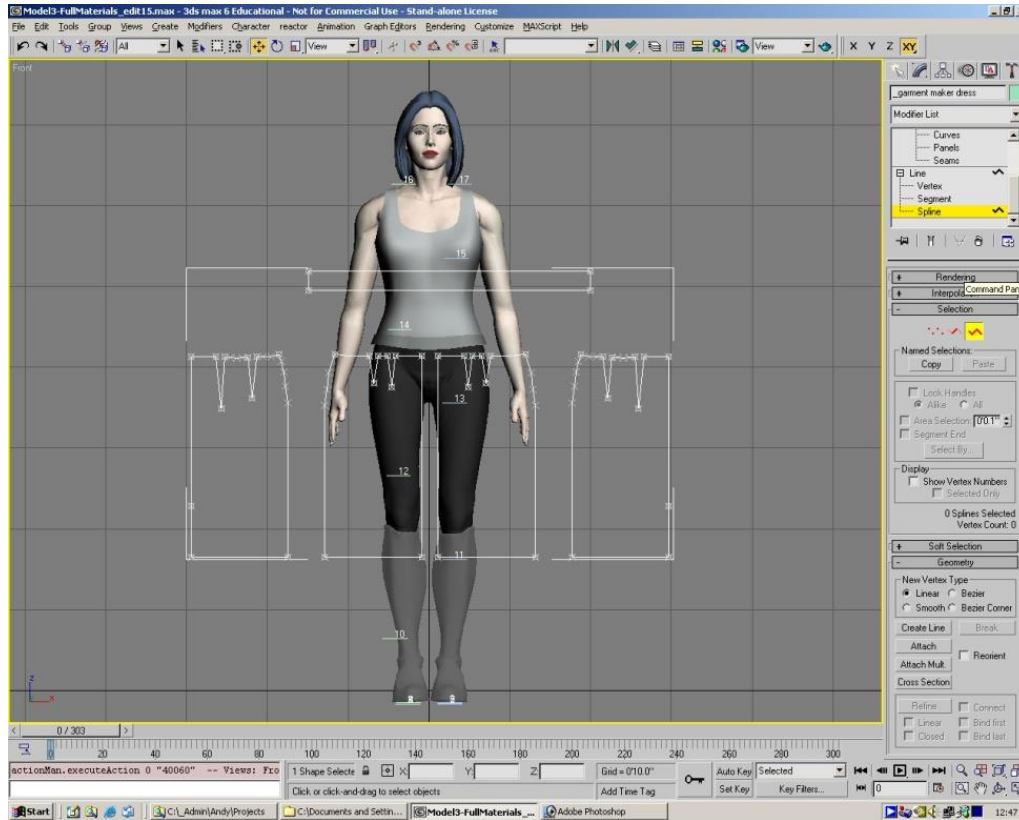 Model3-FullMaterials_edit15.max - 3ds max 6 Educational - Not for Commercial Use - Stand-alone License
File Edit Tools Group Views Create Modifiers Character reactor Animation Graph Editors Rendering Customize MAXScript Help
All View View X Y Z XY
Front
_garment maker dress
Modifier List
Curves
Panels
Seams
Line
Vertex
Segment
Spline
16 17
15
14
13
12
11
10
z
x
+ Rendering
Command Pan
+ Interpola
- Selection
Named Selections:
Copy Paste
Lock Handles
Alike All
Area Selection: 0'0.1"
Segment End
Select By...
Display
Show Vertex Numbers
Selected Only
0 Splines Selected
Vertex Count: 0
+ Soft Selection
- Geometry
New Vertex Type
Linear Bezier
Smooth Bezier Corner
Create Line Break
Attach
Reorient
Attach Mult.
Cross Section
Refine Connect
Linear Bind first
Closed Bind last
< 0 / 303 >
0 20 40 60 80 100 120 140 160 180 200 220 240 260 280 300
actionMan.executeAction 0 "40060" -- Views: Fro
1 Shape Selecte X: Y: Z: Grid = 0'10.0" Auto Key Selected
Click or click-and-drag to select objects Add Time Tag Set Key Key Filters... 0
Start C:\_Admin\Andy\Projects C:\Documents and Settin... Model3-FullMaterials_... Adobe Photoshop 12:47